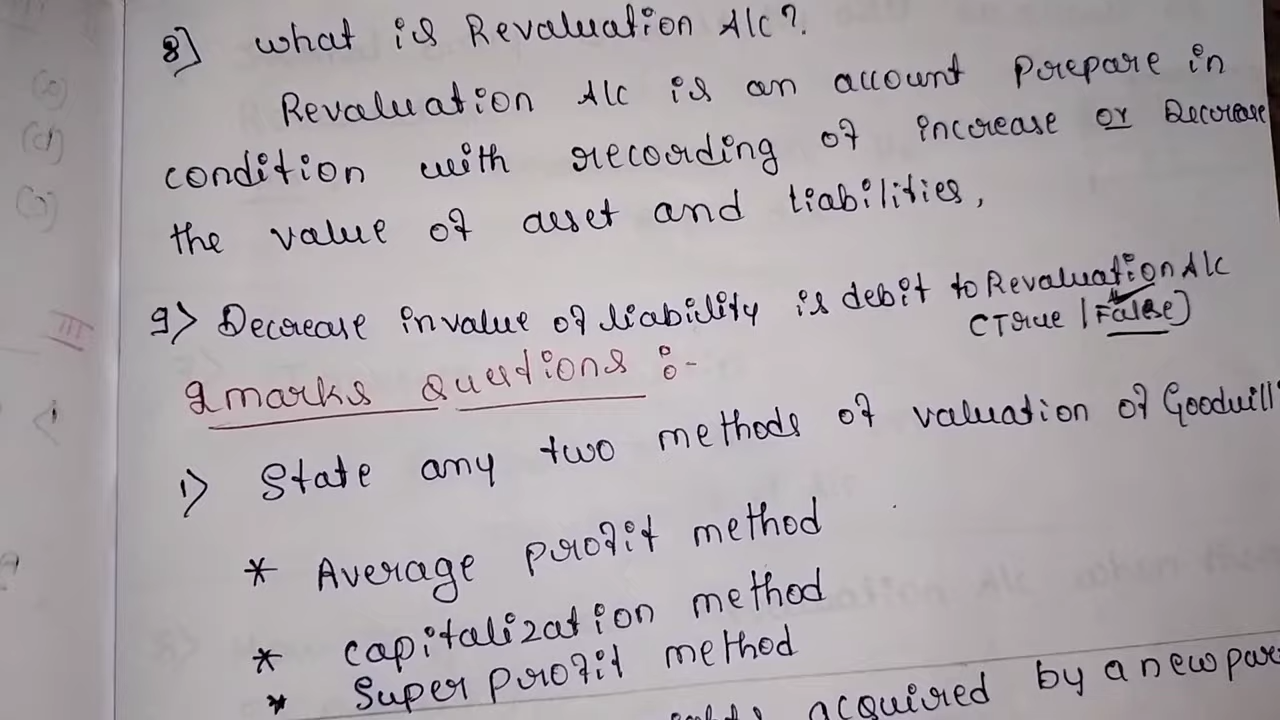 8] what is Revaluation A/c?
Revaluation A/c is an account prepare in
condition with recording of increase or Decrease
the value of asset and liabilities,
9> Decrease in value of liability is debit to Revaluation A/c
(True / False)
2 marks questions :-
1> State any two methods of valuation of Goodwill
* Average profit method
* capitalization method
* Super profit method
acquired by a new par